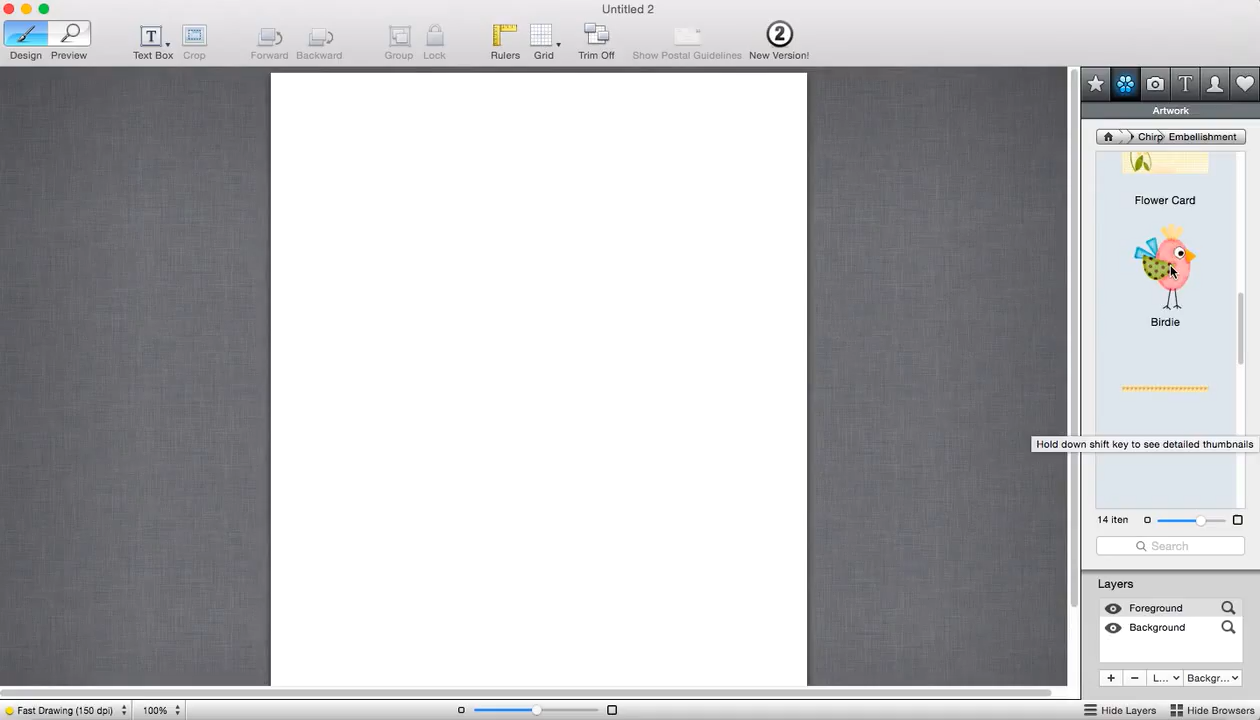 Untitled 2
Design Preview Text Box Crop Forward Backward Group Lock Rulers Grid Trim Off Show Postal Guidelines 2 New Version!
Artwork
Chirp Embellishment
Flower Card
Birdie
Hold down shift key to see detailed thumbnails
14 iten
Search
Layers
Foreground
Background
+ - L... Backgr...
Fast Drawing (150 dpi) 100% Hide Layers Hide Browsers